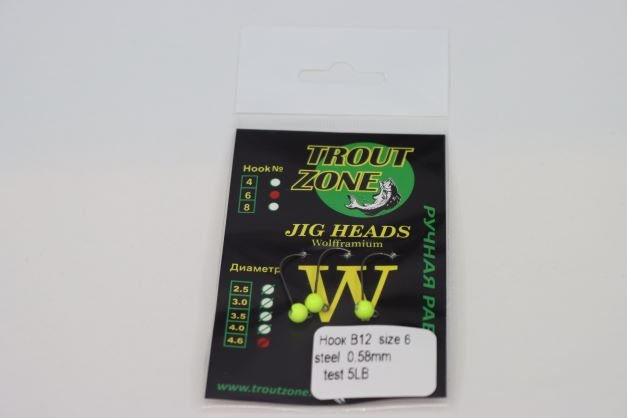 TROUT
ZONE
Hook №
4
6
8
JIG HEADS
Wolfframium
РУЧНАЯ РАБ
W
Диаметр
2.5
3.0
3.5
4.0
4.6
Ноок B12 size 6
steel 0.58mm
test 5LB
www.troutzone.